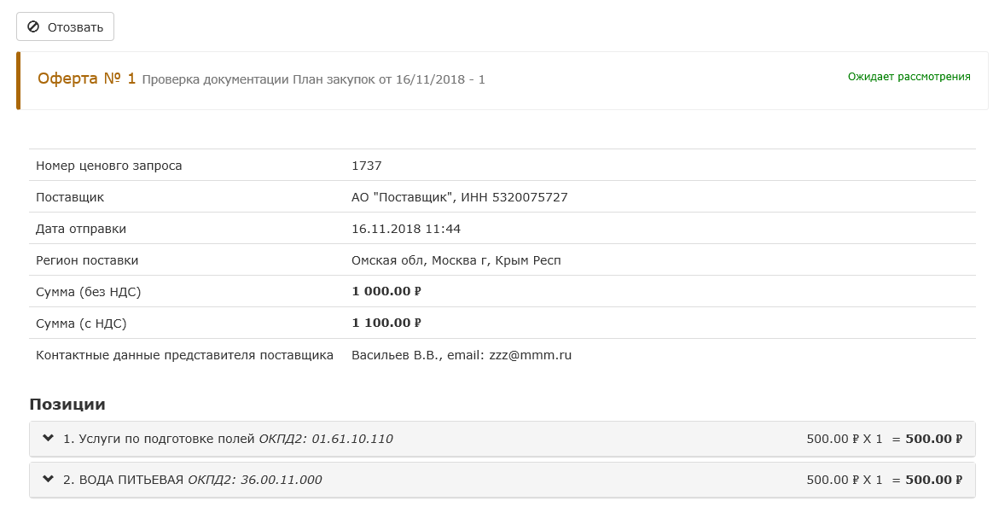 Отозвать
Оферта № 1 Проверка документации План закупок от 16/11/2018 - 1
Ожидает рассмотрения
Номер ценовго запроса 1737
Поставщик АО "Поставщик", ИНН 5320075727
Дата отправки 16.11.2018 11:44
Регион поставки Омская обл, Москва г, Крым Респ
Сумма (без НДС) 1 000.00 ₽
Сумма (с НДС) 1 100.00 ₽
Контактные данные представителя поставщика Васильев В.В., email: zzz@mmm.ru
Позиции
1. Услуги по подготовке полей ОКПД2: 01.61.10.110 500.00 ₽ X 1 = 500.00 ₽
2. ВОДА ПИТЬЕВАЯ ОКПД2: 36.00.11.000 500.00 ₽ X 1 = 500.00 ₽